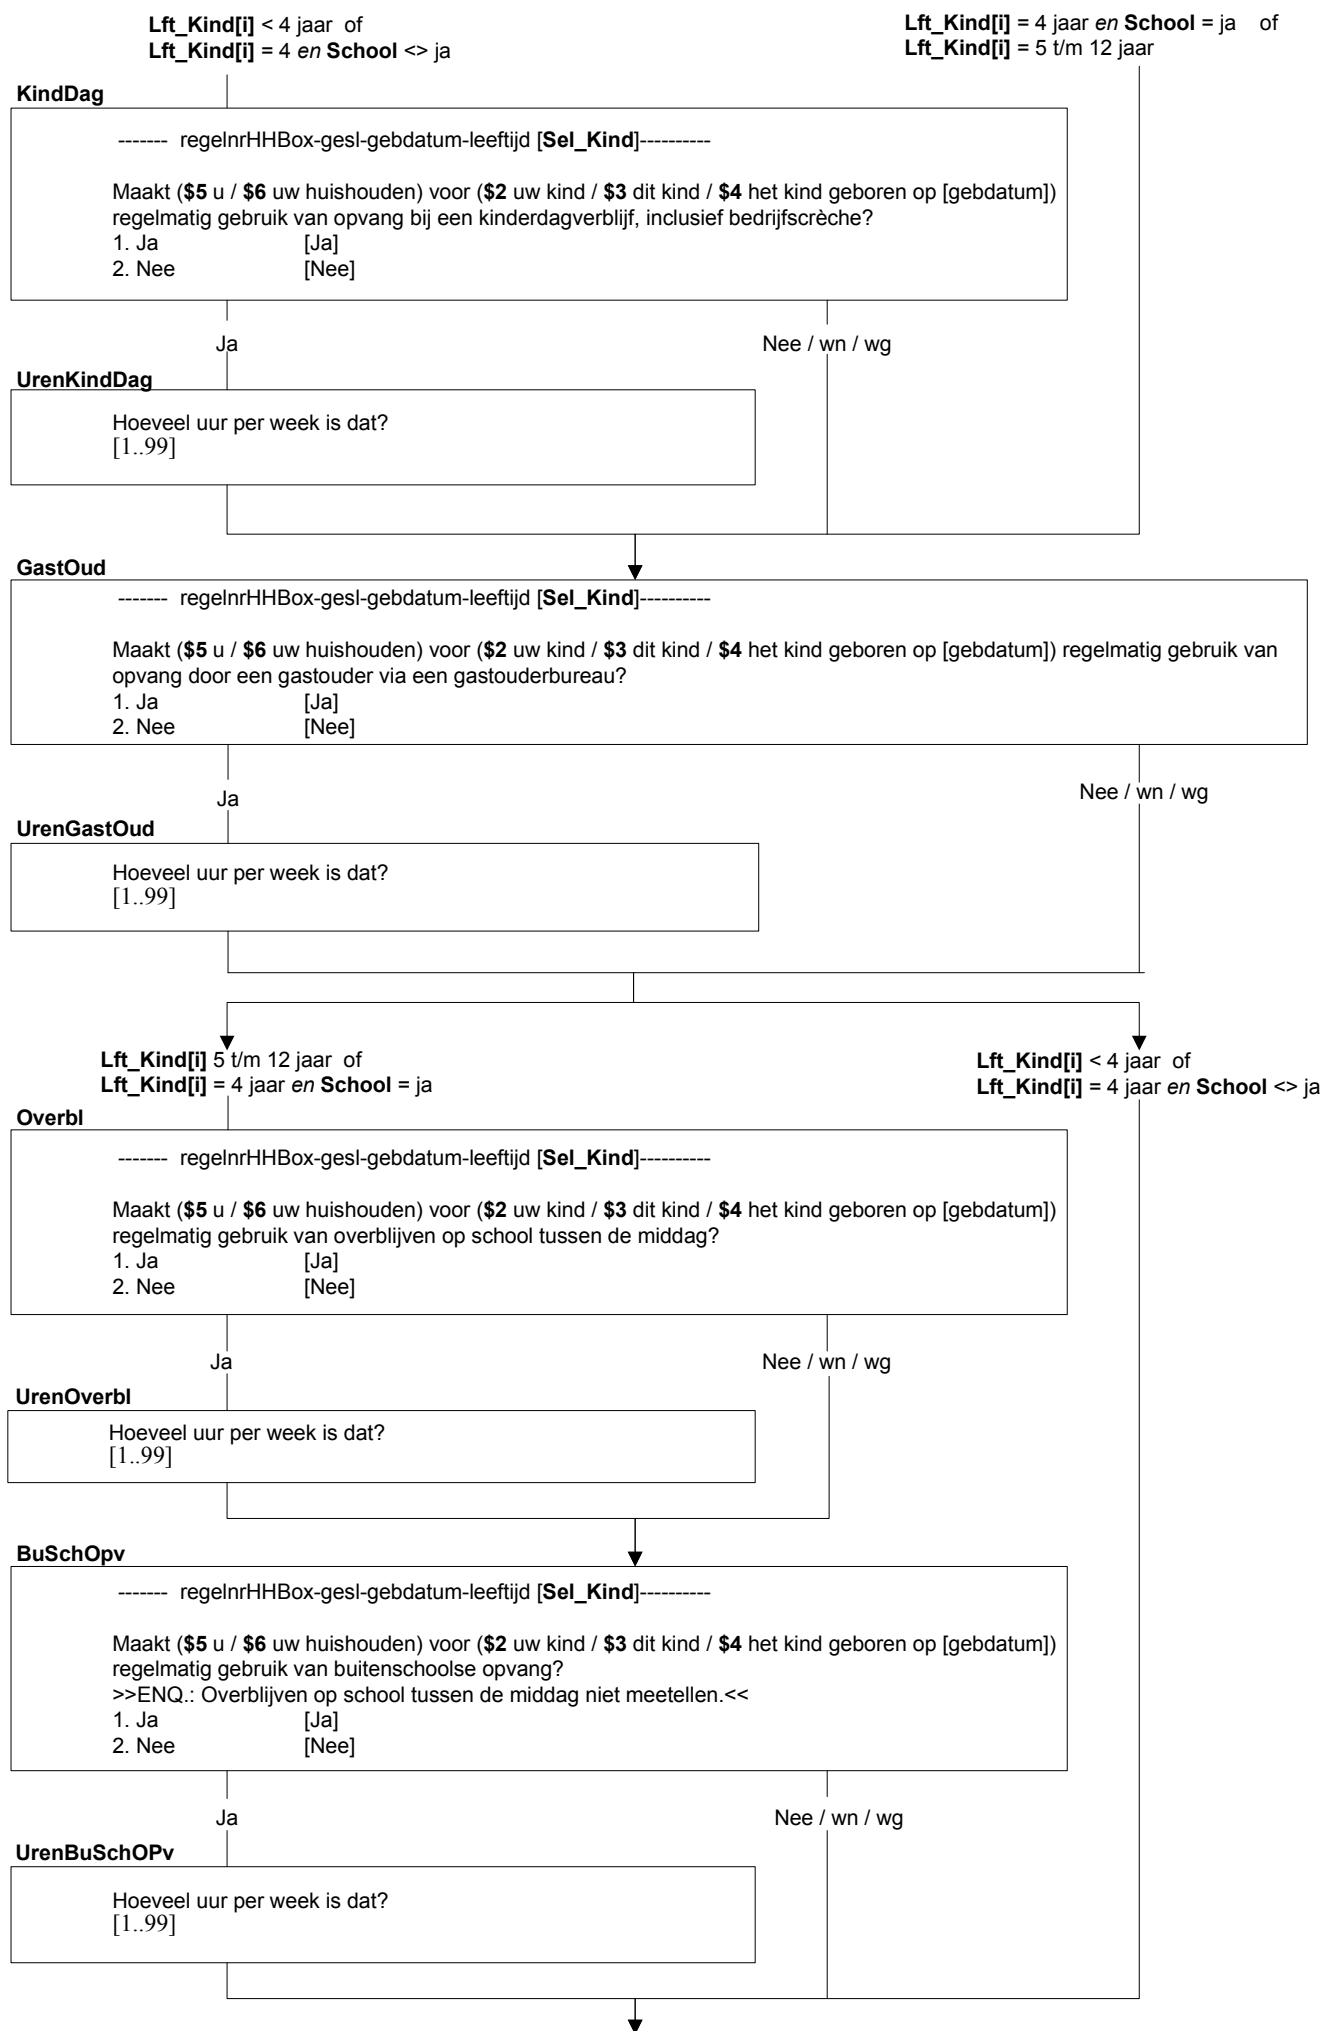 Lft_Kind[i] < 4 jaar of
Lft_Kind[i] = 4 en School <> ja
Lft_Kind[i] = 4 jaar en School = ja of
Lft_Kind[i] = 5 t/m 12 jaar
KindDag
------- regelnrHHBox-gesl-gebdatum-leeftijd [Sel_Kind]----------
Maakt ($5 u / $6 uw huishouden) voor ($2 uw kind / $3 dit kind / $4 het kind geboren op [gebdatum])
regelmatig gebruik van opvang bij een kinderdagverblijf, inclusief bedrijfscrèche?
1. Ja [Ja]
2. Nee [Nee]
Ja
Nee / wn / wg
UrenKindDag
Hoeveel uur per week is dat?
[1..99]
GastOud
------- regelnrHHBox-gesl-gebdatum-leeftijd [Sel_Kind]----------
Maakt ($5 u / $6 uw huishouden) voor ($2 uw kind / $3 dit kind / $4 het kind geboren op [gebdatum]) regelmatig gebruik van
opvang door een gastouder via een gastouderbureau?
1. Ja [Ja]
2. Nee [Nee]
Ja
Nee / wn / wg
UrenGastOud
Hoeveel uur per week is dat?
[1..99]
Lft_Kind[i] 5 t/m 12 jaar of
Lft_Kind[i] = 4 jaar en School = ja
Lft_Kind[i] < 4 jaar of
Lft_Kind[i] = 4 jaar en School <> ja
Overbl
------- regelnrHHBox-gesl-gebdatum-leeftijd [Sel_Kind]----------
Maakt ($5 u / $6 uw huishouden) voor ($2 uw kind / $3 dit kind / $4 het kind geboren op [gebdatum])
regelmatig gebruik van overblijven op school tussen de middag?
1. Ja [Ja]
2. Nee [Nee]
Ja
Nee / wn / wg
UrenOverbl
Hoeveel uur per week is dat?
[1..99]
BuSchOpv
------- regelnrHHBox-gesl-gebdatum-leeftijd [Sel_Kind]----------
Maakt ($5 u / $6 uw huishouden) voor ($2 uw kind / $3 dit kind / $4 het kind geboren op [gebdatum])
regelmatig gebruik van buitenschoolse opvang?
>>ENQ.: Overblijven op school tussen de middag niet meetellen.<<
1. Ja [Ja]
2. Nee [Nee]
Ja
Nee / wn / wg
UrenBuSchOPv
Hoeveel uur per week is dat?
[1..99]